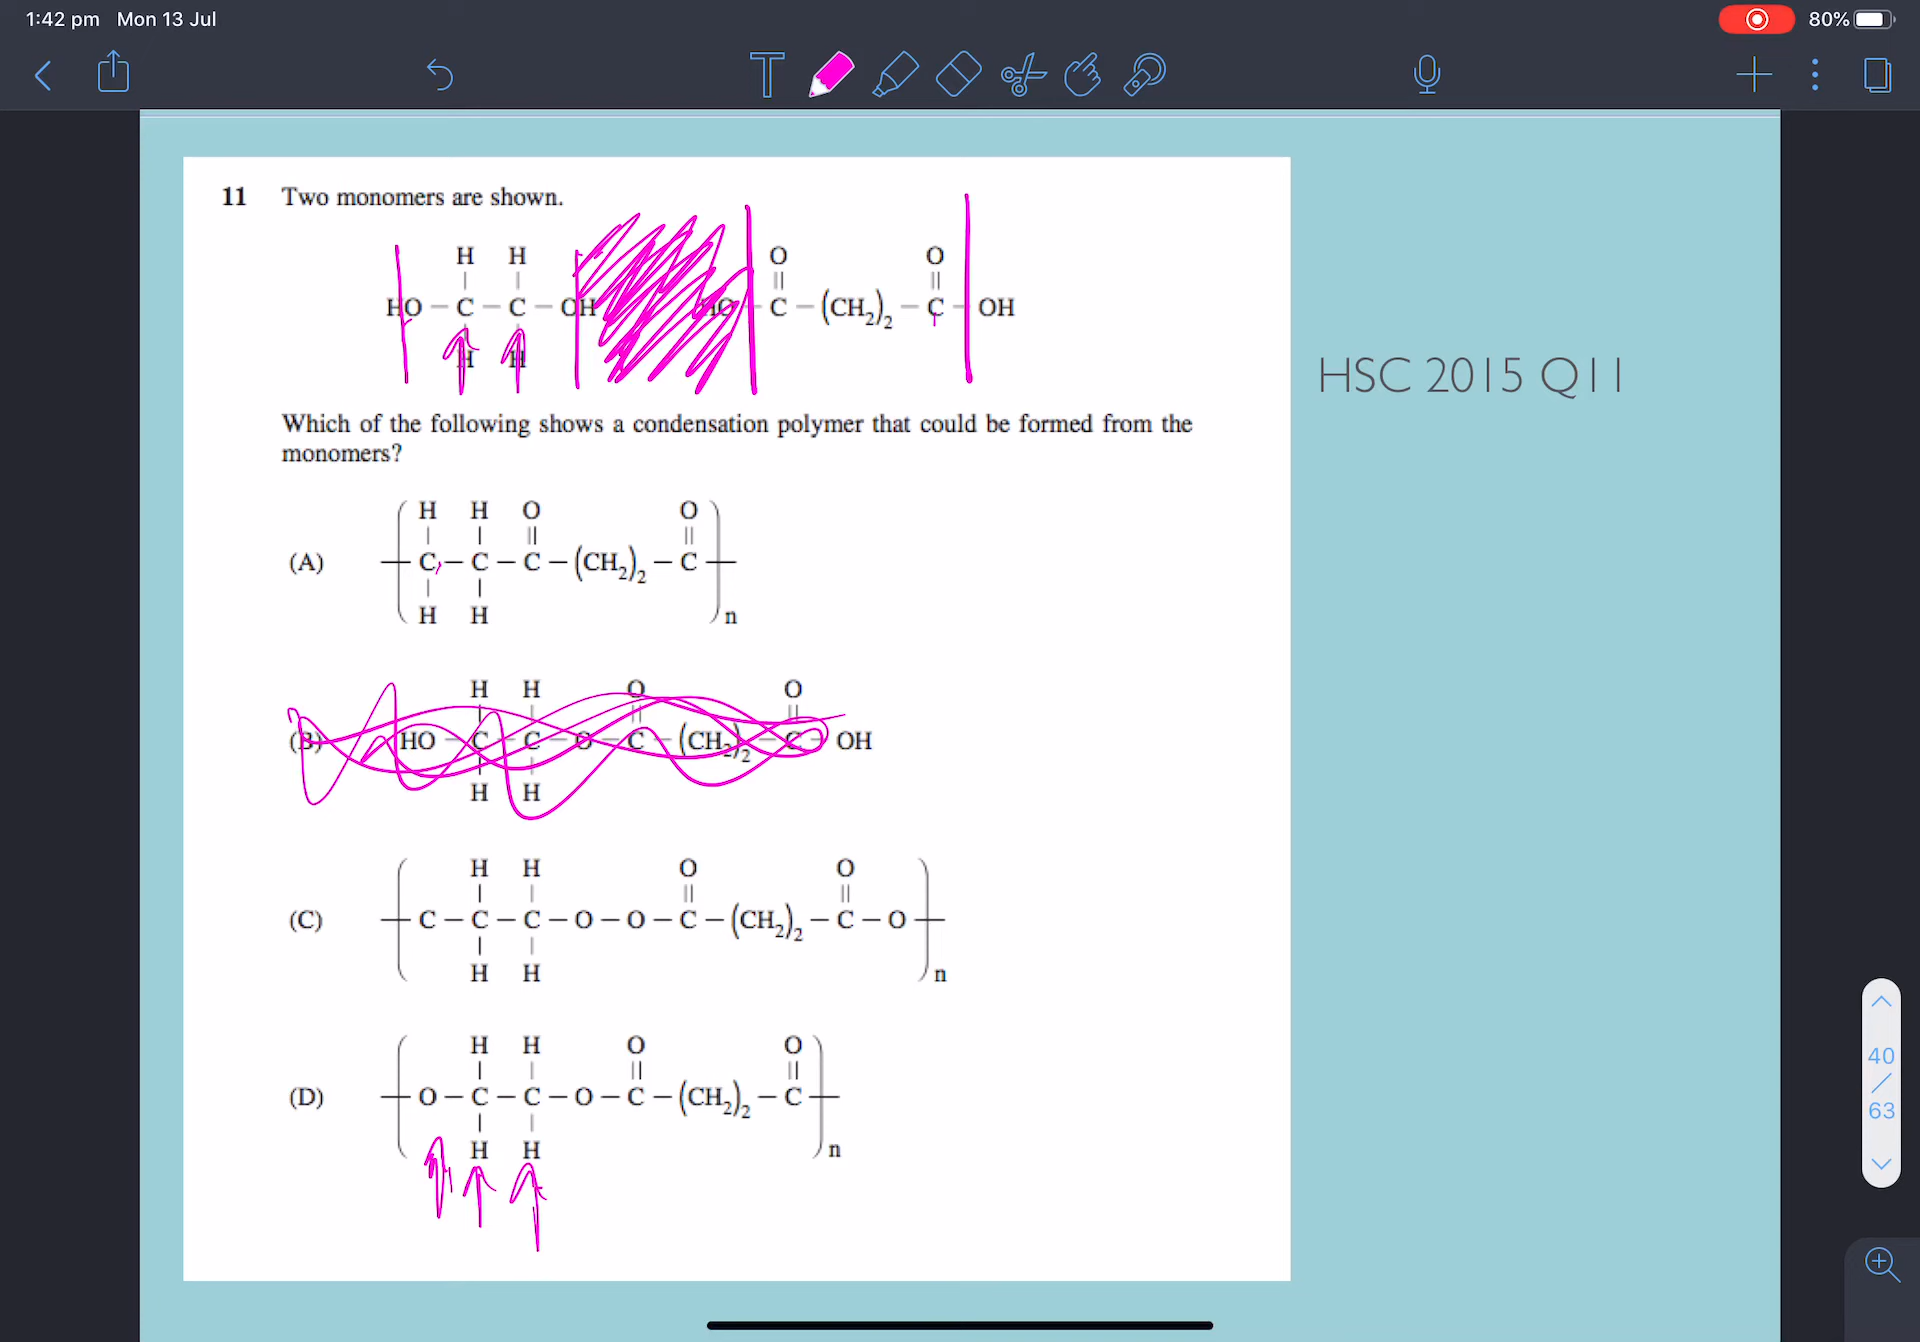 1:42 pm Mon 13 Jul 80%
11 Two monomers are shown.
H H O O
HO – C – C – OH HO – C – (CH2)2 – C – OH
H H
HSC 2015 Q11
Which of the following shows a condensation polymer that could be formed from the
monomers?
H H O O
(A) – C – C – C – (CH2)2 – C –
H H n
H H O O
(B) HO – C – C – O – C – (CH2)2 – C – OH
H H
H H O O
(C) – C – C – C – O – O – C – (CH2)2 – C – O –
H H n
H H O O
(D) – O – C – C – O – C – (CH2)2 – C –
H H n
40
/
63